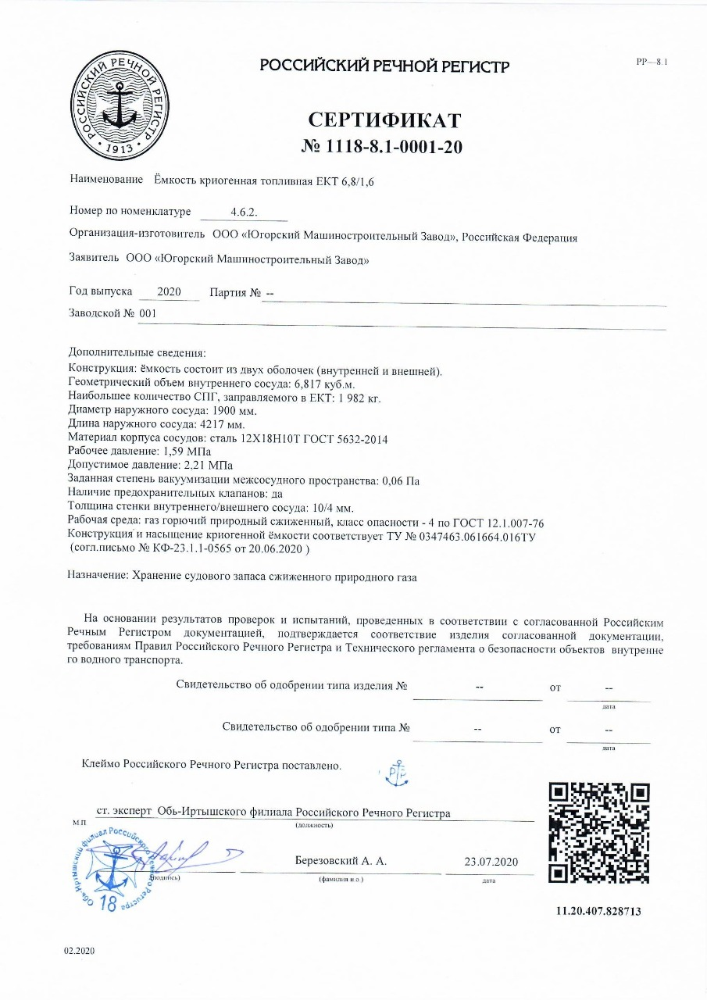 РОССИЙСКИЙ РЕЧНОЙ РЕГИСТР
• 1913 •
РОССИЙСКИЙ РЕЧНОЙ РЕГИСТР
РР—8.1
СЕРТИФИКАТ
№ 1118-8.1-0001-20
Наименование Ёмкость криогенная топливная ЕКТ 6,8/1,6
Номер по номенклатуре 4.6.2.
Организация-изготовитель ООО «Югорский Машиностроительный Завод», Российская Федерация
Заявитель ООО «Югорский Машиностроительный Завод»
Год выпуска 2020 Партия № --
Заводской № 001
Дополнительные сведения:
Конструкция: ёмкость состоит из двух оболочек (внутренней и внешней).
Геометрический объем внутреннего сосуда: 6,817 куб.м.
Наибольшее количество СПГ, заправляемого в ЕКТ: 1 982 кг.
Диаметр наружного сосуда: 1900 мм.
Длина наружного сосуда: 4217 мм.
Материал корпуса сосудов: сталь 12Х18Н10Т ГОСТ 5632-2014
Рабочее давление: 1,59 МПа
Допустимое давление: 2,21 МПа
Заданная степень вакуумизации межсосудного пространства: 0,06 Па
Наличие предохранительных клапанов: да
Толщина стенки внутреннего/внешнего сосуда: 10/4 мм.
Рабочая среда: газ горючий природный сжиженный, класс опасности - 4 по ГОСТ 12.1.007-76
Конструкция и насыщение криогенной ёмкости соответствует ТУ № 0347463.061664.016ТУ
(согл.письмо № КФ-23.1.1-0565 от 20.06.2020 )
Назначение: Хранение судового запаса сжиженного природного газа
На основании результатов проверок и испытаний, проведенных в соответствии с согласованной Российским
Речным Регистром документацией, подтверждается соответствие изделия согласованной документации,
требованиям Правил Российского Речного Регистра и Технического регламента о безопасности объектов внутренне
го водного транспорта.
Свидетельство об одобрении типа изделия № -- от --
дата
Свидетельство об одобрении типа № -- от --
дата
Клеймо Российского Речного Регистра поставлено.
РР
ст. эксперт Обь-Иртышского филиала Российского Речного Регистра
М П
(должность)
Обь-Иртышский филиал Российского Речного Регистра
18
Березовский А. А. 23.07.2020
(подпись) (фамилия и.о.) дата
11.20.407.828713
02.2020